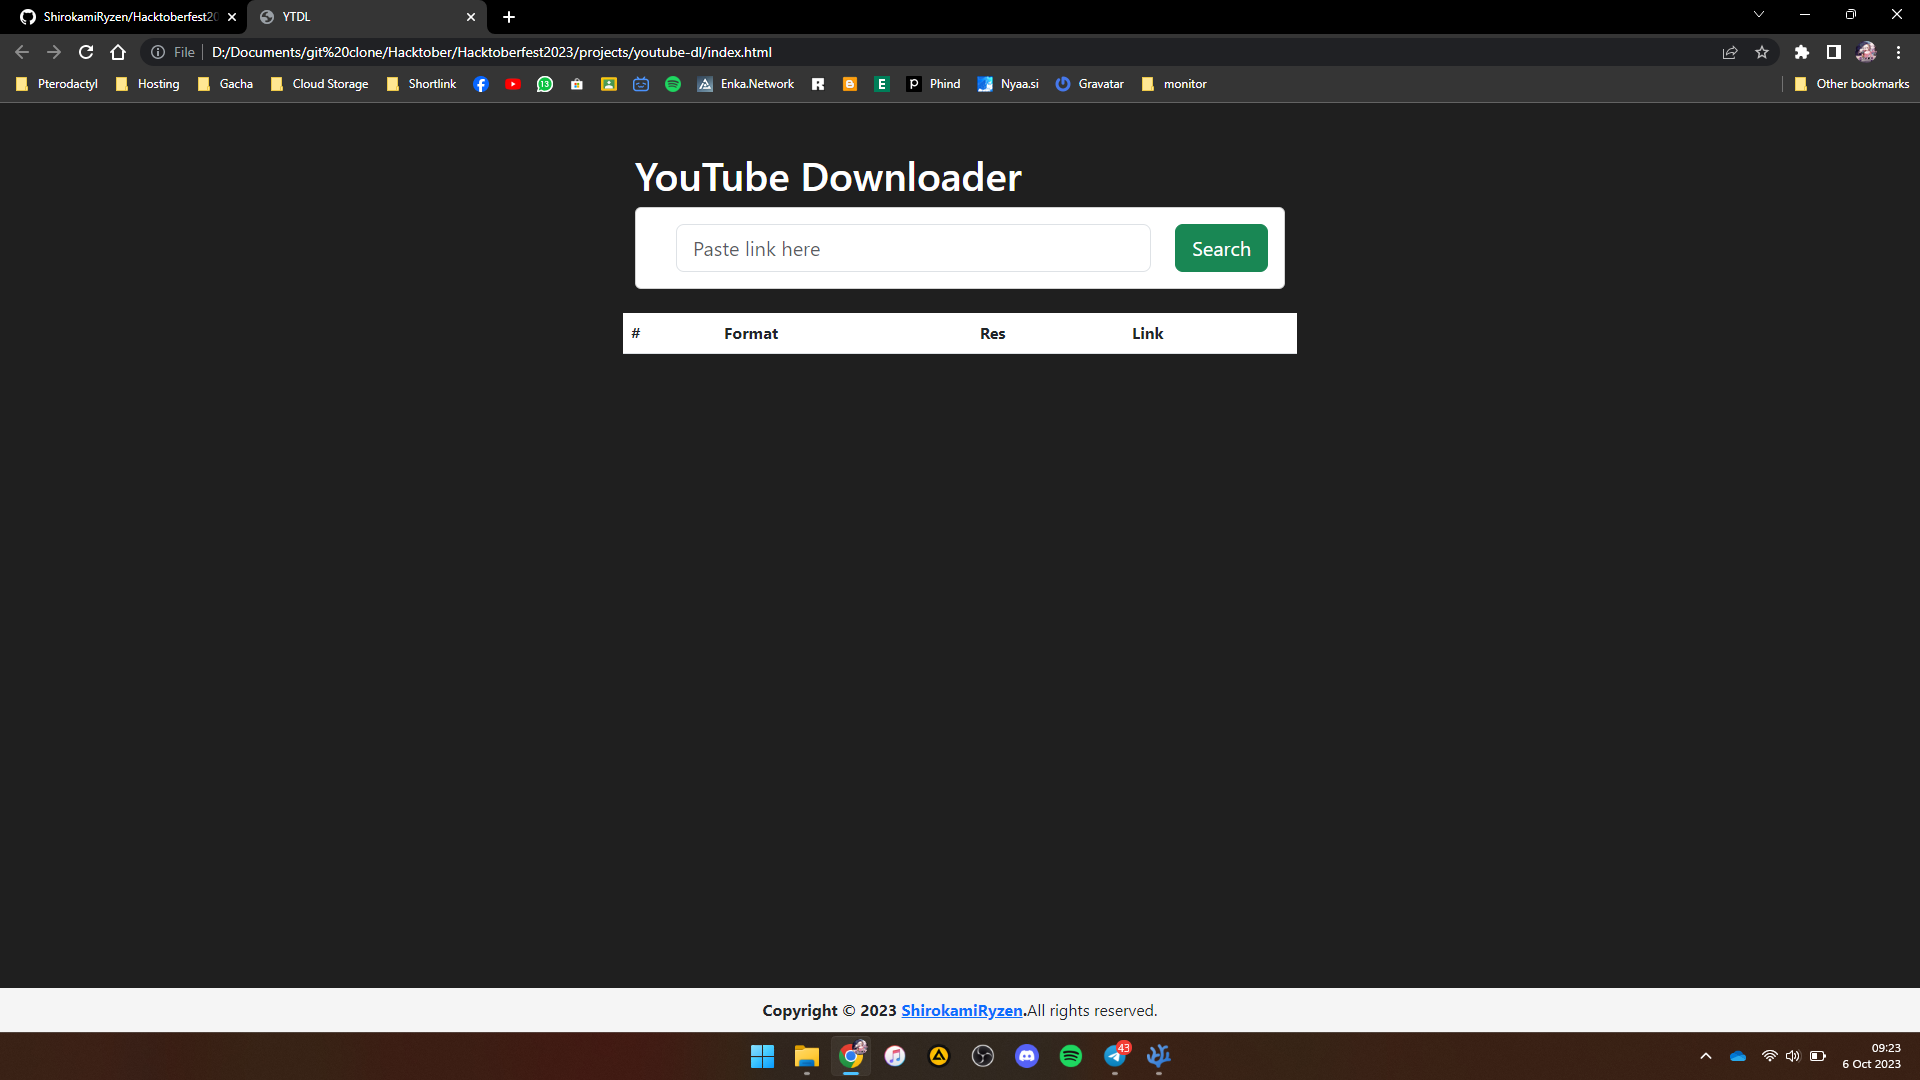 ShirokamiRyzen/Hacktoberfest20
YTDL
File
D:/Documents/git%20clone/Hacktober/Hacktoberfest2023/projects/youtube-dl/index.html
Pterodactyl Hosting Gacha Cloud Storage Shortlink 13 Enka.Network R E P Phind Nyaa.si Gravatar monitor Other bookmarks
YouTube Downloader
Paste link here Search
# Format Res Link
Copyright © 2023 ShirokamiRyzen.All rights reserved.
43
09:23
6 Oct 2023